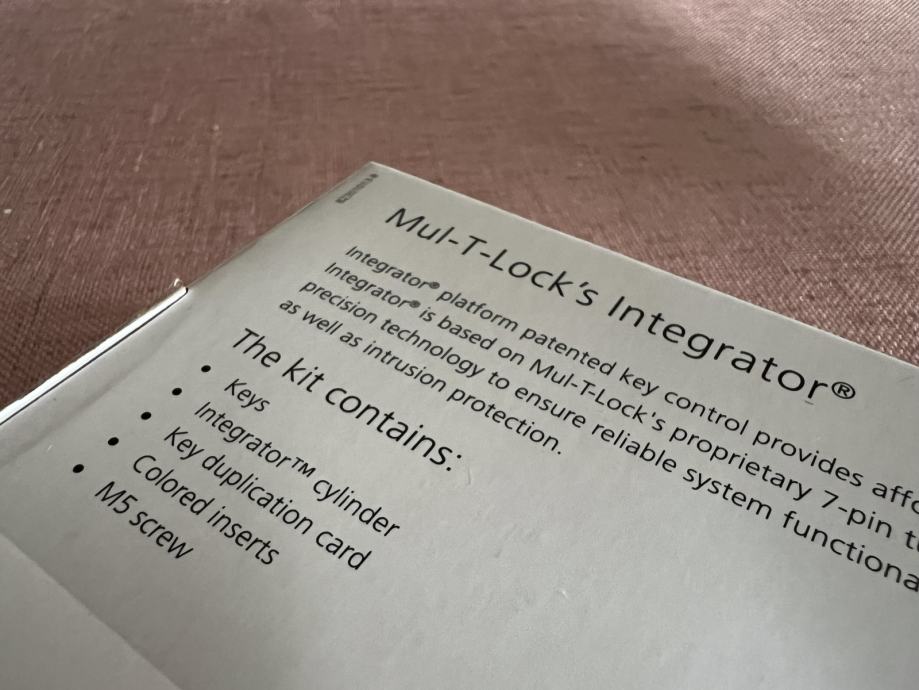 Mul-T-Lock's Integrator®
Integrator® platform patented key control provides
Integrator® is based on Mul-T-Lock's proprietary 7-pin
precision technology to ensure reliable system
as well as intrusion protection.
The kit contains:
• Keys
• Integrator™ cylinder
• Key duplication card
• Colored inserts
• M5 screw